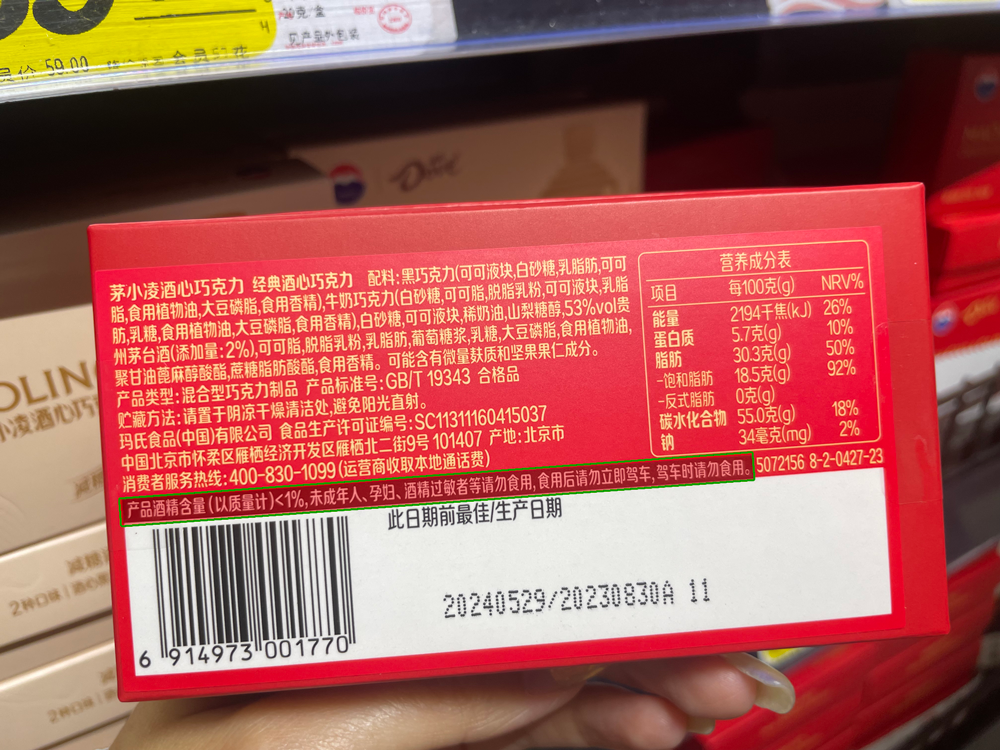 59.00
茅小凌酒心巧克力 经典酒心巧克力 配料:黑巧克力(可可液块,白砂糖,乳脂肪,可可
脂,食用植物油,大豆磷脂,食用香精),牛奶巧克力(白砂糖,可可脂,脱脂乳粉,可可液块,乳脂
肪,乳糖,食用植物油,大豆磷脂,食用香精),白砂糖,可可液块,稀奶油,山梨糖醇,53%vol贵
州茅台酒(添加量:2%),可可脂,脱脂乳粉,乳脂肪,葡萄糖浆,乳糖,大豆磷脂,食用植物油,
聚甘油蓖麻醇酸酯,蔗糖脂肪酸酯,食用香精。可能含有微量麸质和坚果果仁成分。
产品类型:混合型巧克力制品 产品标准号:GB/T 19343 合格品
贮藏方法:请置于阴凉干燥清洁处,避免阳光直射。
玛氏食品(中国)有限公司 食品生产许可证编号:SC11311160415037
中国北京市怀柔区雁栖经济开发区雁栖北二街9号 101407 产地:北京市
消费者服务热线:400-830-1099(运营商收取本地通话费)
产品酒精含量(以质量计)<1%,未成年人、孕妇、酒精过敏者等请勿食用,食用后请勿立即驾车,驾车时请勿食用。
营养成分表
项目 每100克(g) NRV%
能量 2194千焦(kJ) 26%
蛋白质 5.7克(g) 10%
脂肪 30.3克(g) 50%
-饱和脂肪 18.5克(g) 92%
-反式脂肪 0克(g)
碳水化合物 55.0克(g) 18%
钠 34毫克(mg) 2%
5072156 8-2-0427-23
此日期前最佳/生产日期
20240529/20230830A 11
6 914973 001770